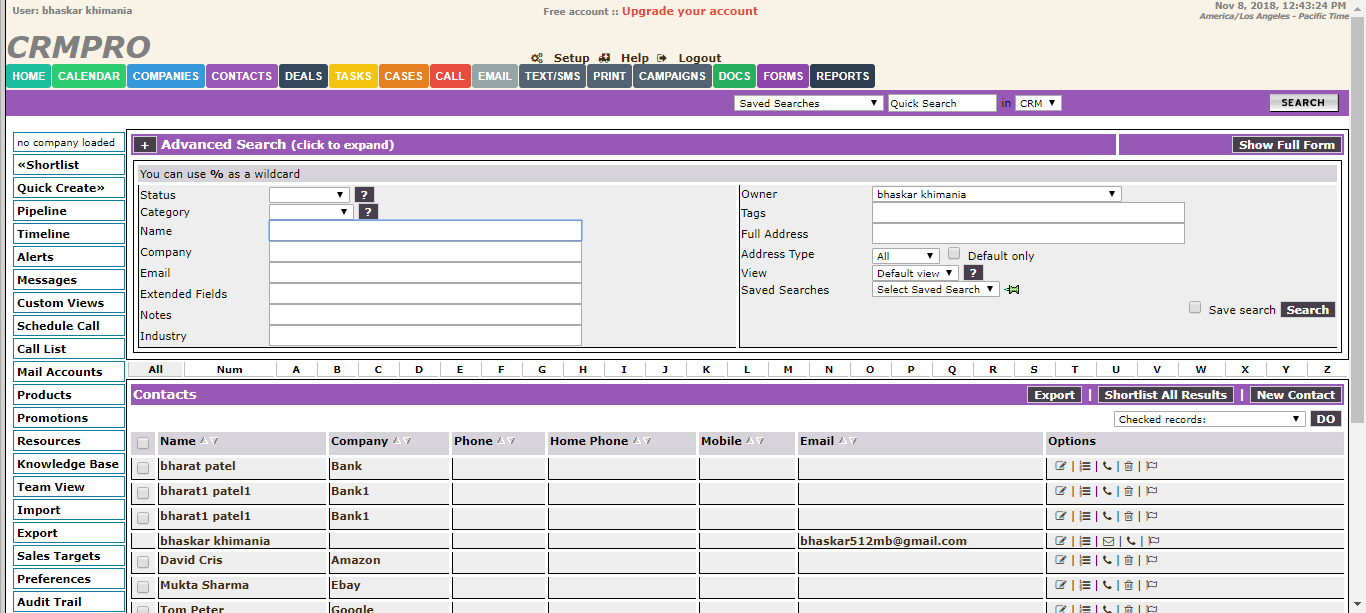 User: bhaskar khimania
Free account :: Upgrade your account
Nov 8, 2018, 12:43:24 PM
America/Los Angeles - Pacific Time
CRMPRO
Setup Help Logout
HOME CALENDAR COMPANIES CONTACTS DEALS TASKS CASES CALL EMAIL TEXT/SMS PRINT CAMPAIGNS DOCS FORMS REPORTS
Saved Searches Quick Search in CRM SEARCH
no company loaded
«Shortlist
Quick Create»
Pipeline
Timeline
Alerts
Messages
Custom Views
Schedule Call
Call List
Mail Accounts
Products
Promotions
Resources
Knowledge Base
Team View
Import
Export
Sales Targets
Preferences
Audit Trail
+ Advanced Search (click to expand) Show Full Form
You can use % as a wildcard
Status ?
Category ?
Name
Company
Email
Extended Fields
Notes
Industry
Owner bhaskar khimania
Tags
Full Address
Address Type All Default only
View Default view ?
Saved Searches Select Saved Search
Save search Search
All Num A B C D E F G H I J K L M N O P Q R S T U V W X Y Z
Contacts Export | Shortlist All Results | New Contact
Checked records: DO
Name Company Phone Home Phone Mobile Email Options
bharat patel Bank | | | |
bharat1 patel1 Bank1 | | | |
bharat1 patel1 Bank1 | | | |
bhaskar khimania bhaskar512mb@gmail.com | | | |
David Cris Amazon | | | |
Mukta Sharma Ebay | | | |
Tom Peter Google | | | |